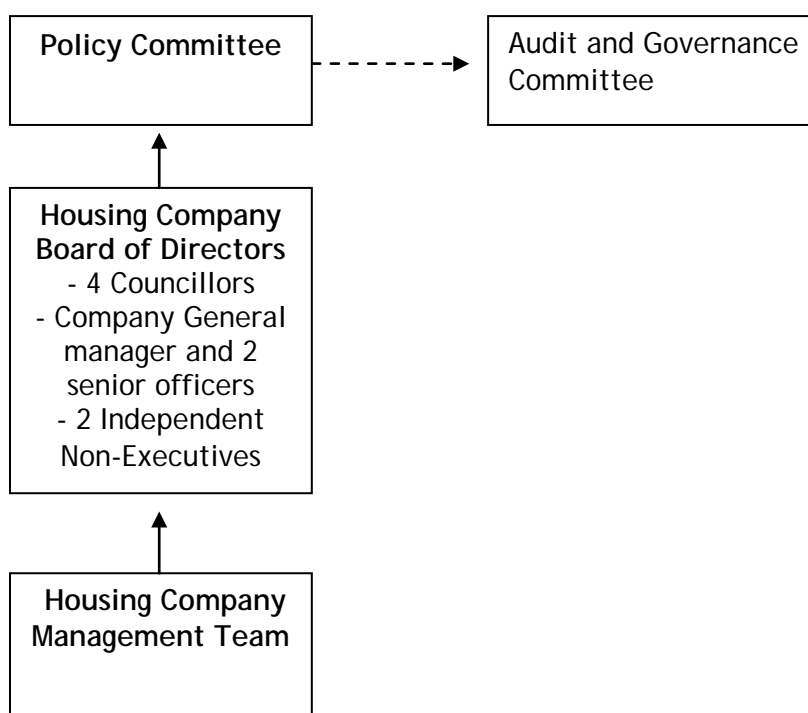 Policy Committee
Audit and Governance
Committee
Housing Company
Board of Directors
- 4 Councillors
- Company General
manager and 2
senior officers
- 2 Independent
Non-Executives
Housing Company
Management Team